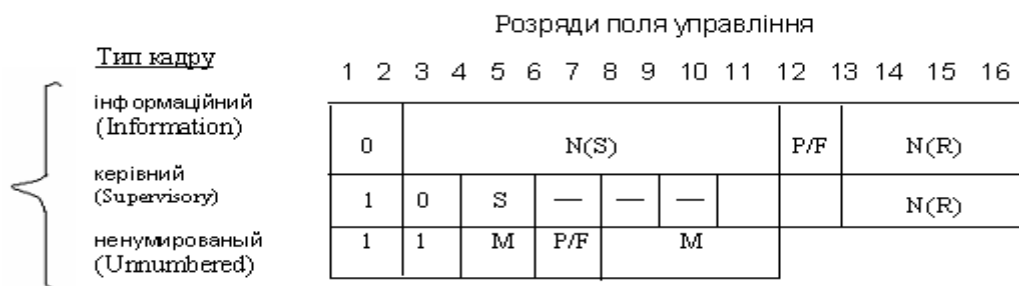 Розряди поля управління
Тип кадру
1 2 3 4 5 6 7 8 9 10 11 12 13 14 15 16
інформаційний
(Information)
0 N(S) P/F N(R)
керівний
(Supervisory)
1 0 S — — — N(R)
ненумированый
(Unnumbered)
1 1 M P/F M